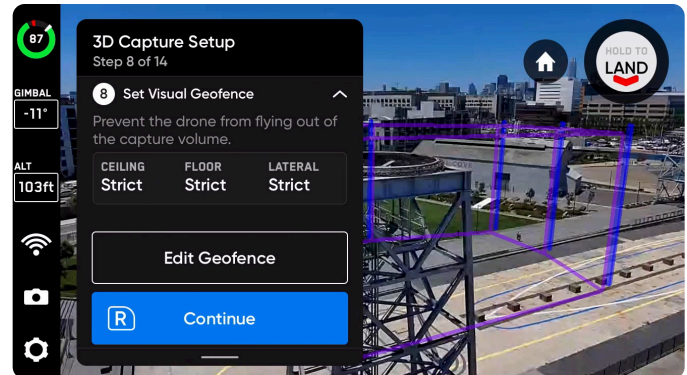 87
GIMBAL
-11°
ALT
103ft
3D Capture Setup
Step 8 of 14
8 Set Visual Geofence
Prevent the drone from flying out of
the capture volume.
CEILING FLOOR LATERAL
Strict Strict Strict
Edit Geofence
R Continue
HOLD TO
LAND
COVE